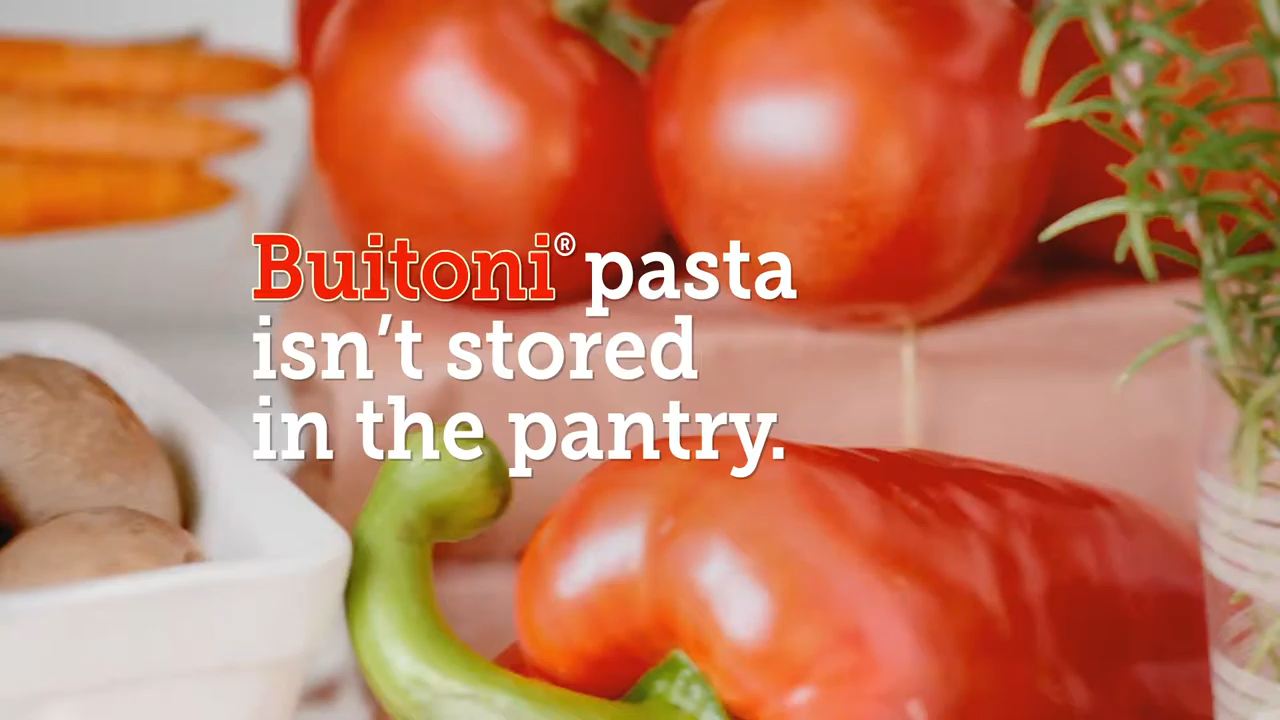 Buitoni® pasta
isn’t stored
in the pantry.